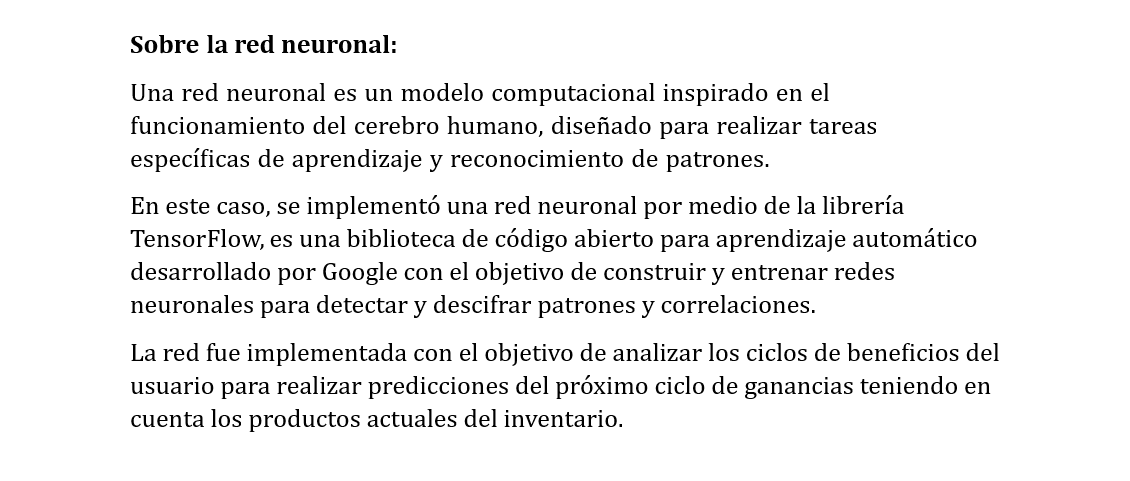 Sobre la red neuronal:
Una red neuronal es un modelo computacional inspirado en el
funcionamiento del cerebro humano, diseñado para realizar tareas
específicas de aprendizaje y reconocimiento de patrones.
En este caso, se implementó una red neuronal por medio de la librería
TensorFlow, es una biblioteca de código abierto para aprendizaje automático
desarrollado por Google con el objetivo de construir y entrenar redes
neuronales para detectar y descifrar patrones y correlaciones.
La red fue implementada con el objetivo de analizar los ciclos de beneficios del
usuario para realizar predicciones del próximo ciclo de ganancias teniendo en
cuenta los productos actuales del inventario.